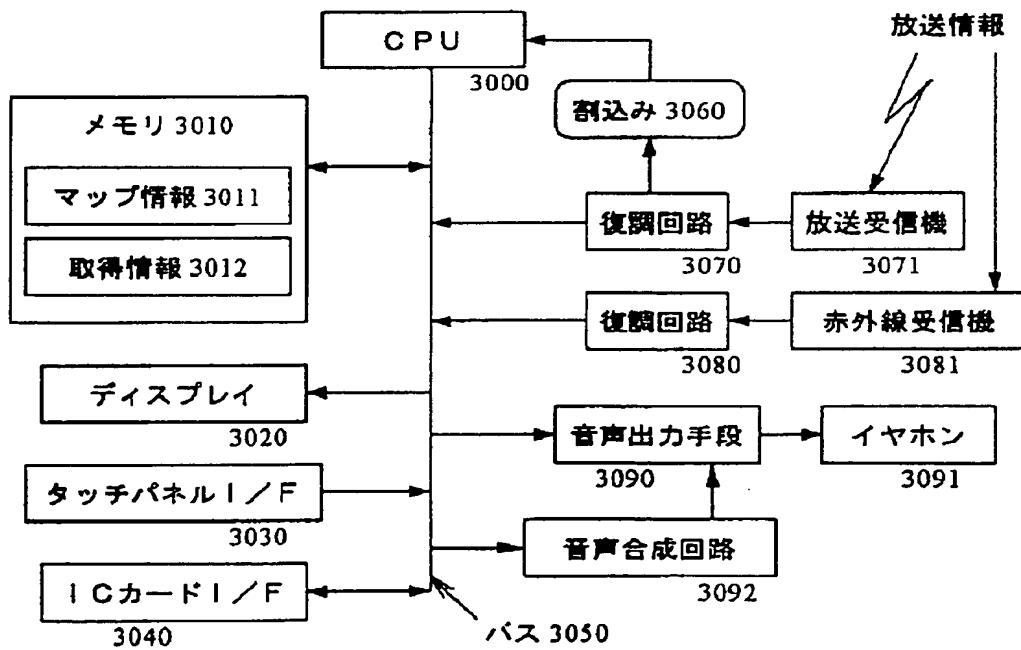 CPU
3000
放送情報
メモリ 3010
マップ情報 3011
取得情報 3012
割込み 3060
復調回路
3070
放送受信機
3071
復調回路
3080
赤外線受信機
3081
ディスプレイ
3020
音声出力手段
3090
イヤホン
3091
タッチパネルI/F
3030
音声合成回路
3092
ICカードI/F
3040
バス 3050